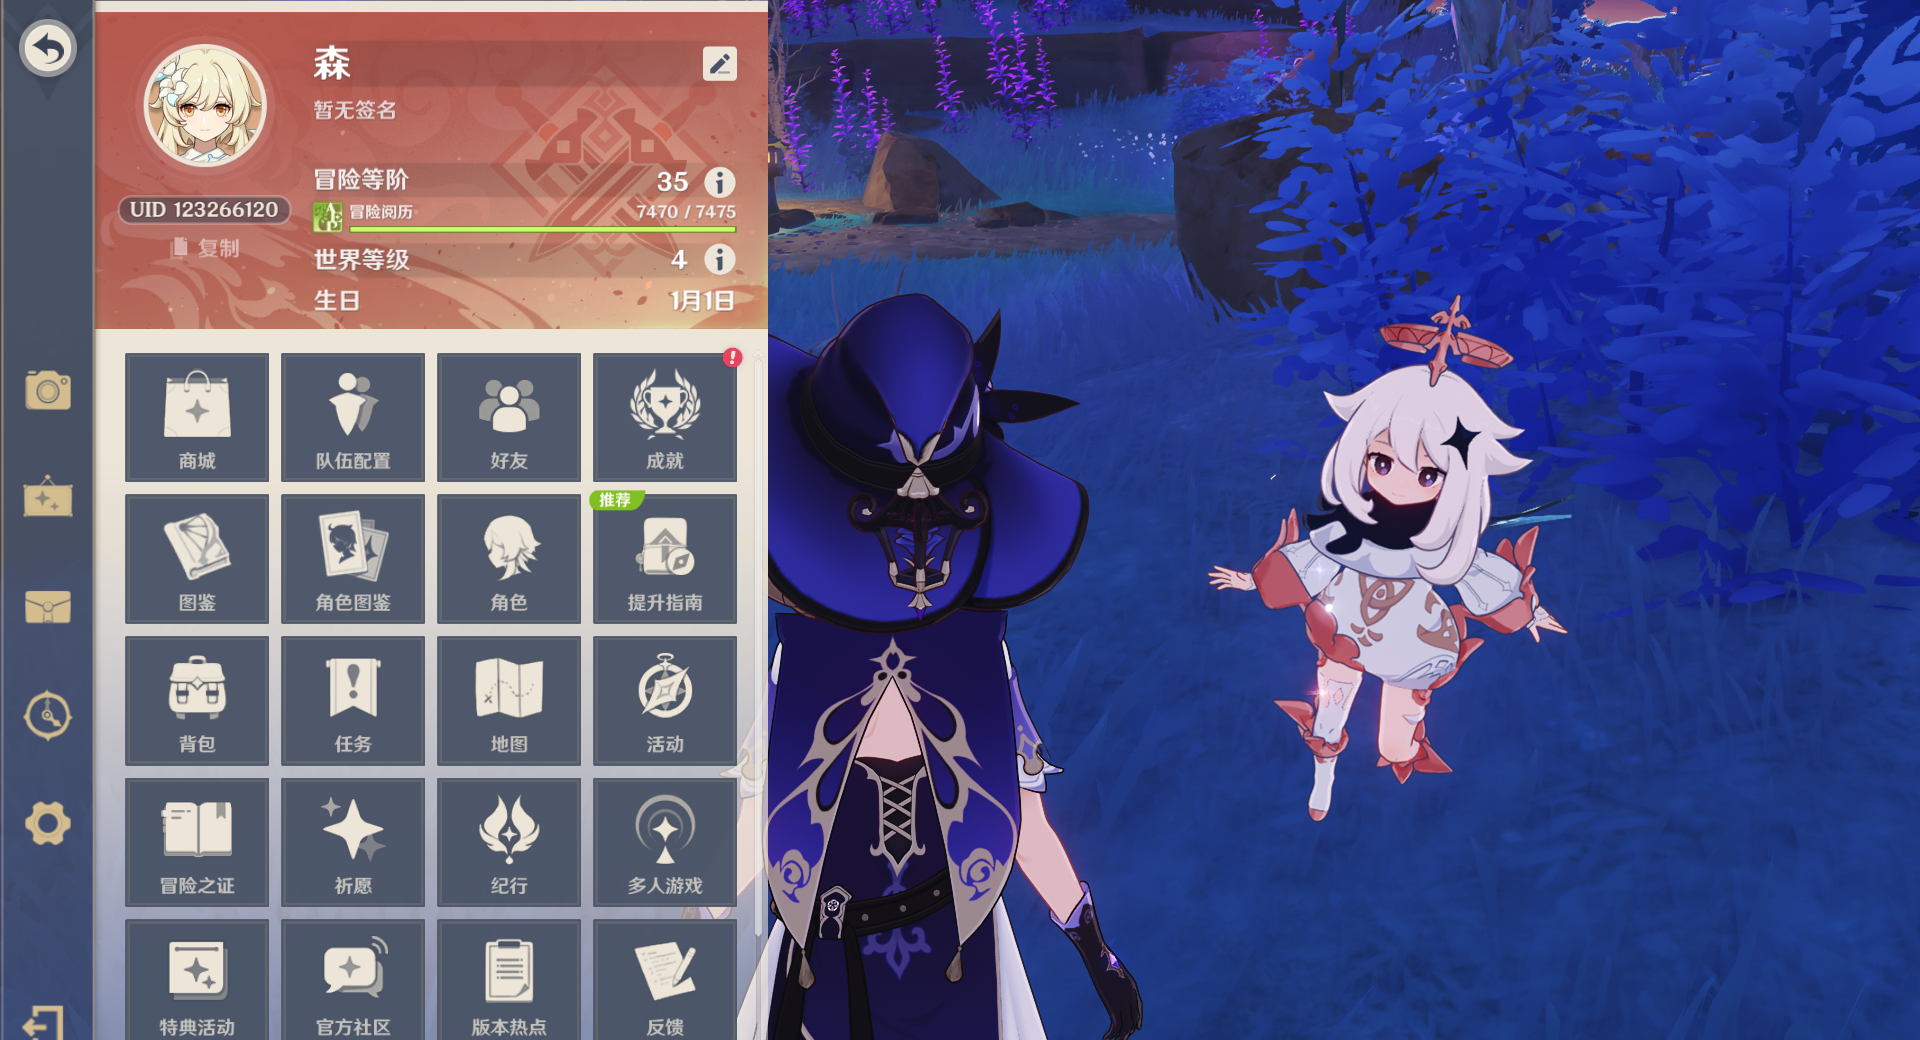 森
暂无签名
冒险等阶 35
冒险阅历 7470 / 7475
UID 123266120
复制
世界等级 4
生日 1月1日
商城 队伍配置 好友 成就
推荐
图鉴 角色图鉴 角色 提升指南
背包 任务 地图 活动
冒险之证 祈愿 纪行 多人游戏
特典活动 官方社区 版本热点 反馈